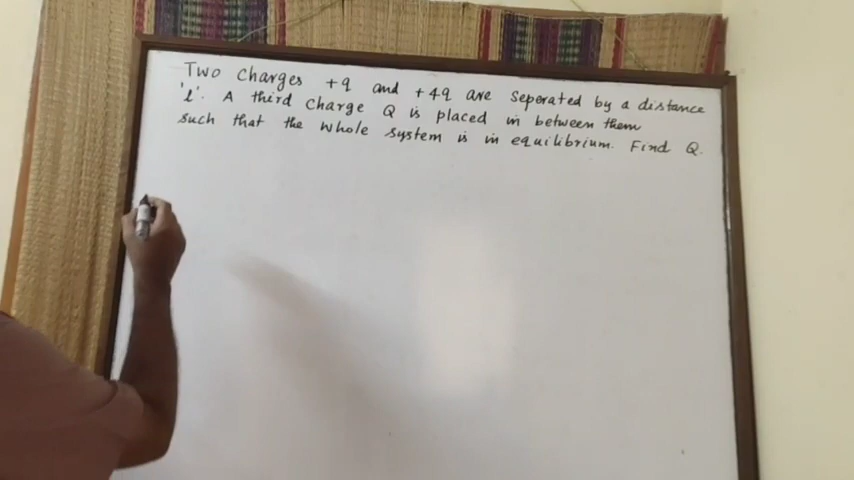 Two Charges +q and +4q are Seperated by a distance
'l'. A third Charge Q is placed in between them
such that the whole system is in equilibrium. Find Q.